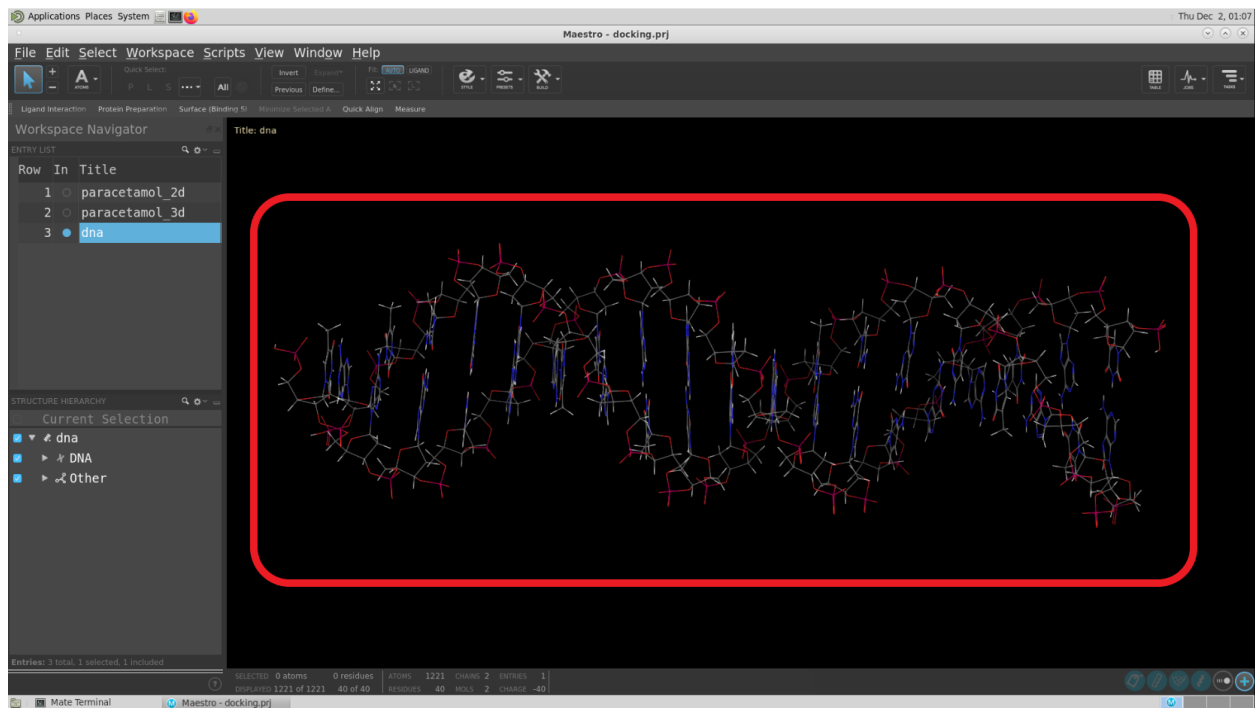 Applications Places System
Thu Dec 2, 01:07
Maestro - docking.prj
File Edit Select Workspace Scripts View Window Help
Quick Select:
Invert
Expand
Fit: AUTO LIGAND
ATOMS
P L S
All
Previous
Define...
STYLE
PRESETS
BUILD
TABLE
JOBS
TASKS
Ligand Interaction Protein Preparation Surface (Binding Si Minimize Selected A Quick Align Measure
Workspace Navigator
Title: dna
ENTRY LIST
Row In Title
1 paracetamol_2d
2 paracetamol_3d
3 dna
STRUCTURE HIERARCHY
Current Selection
dna
DNA
Other
Entries: 3 total, 1 selected, 1 included
SELECTED 0 atoms 0 residues ATOMS 1221 CHAINS 2 ENTRIES 1
DISPLAYED 1221 of 1221 40 of 40 RESIDUES 40 MOLS 2 CHARGE -40
Mate Terminal
Maestro - docking.prj